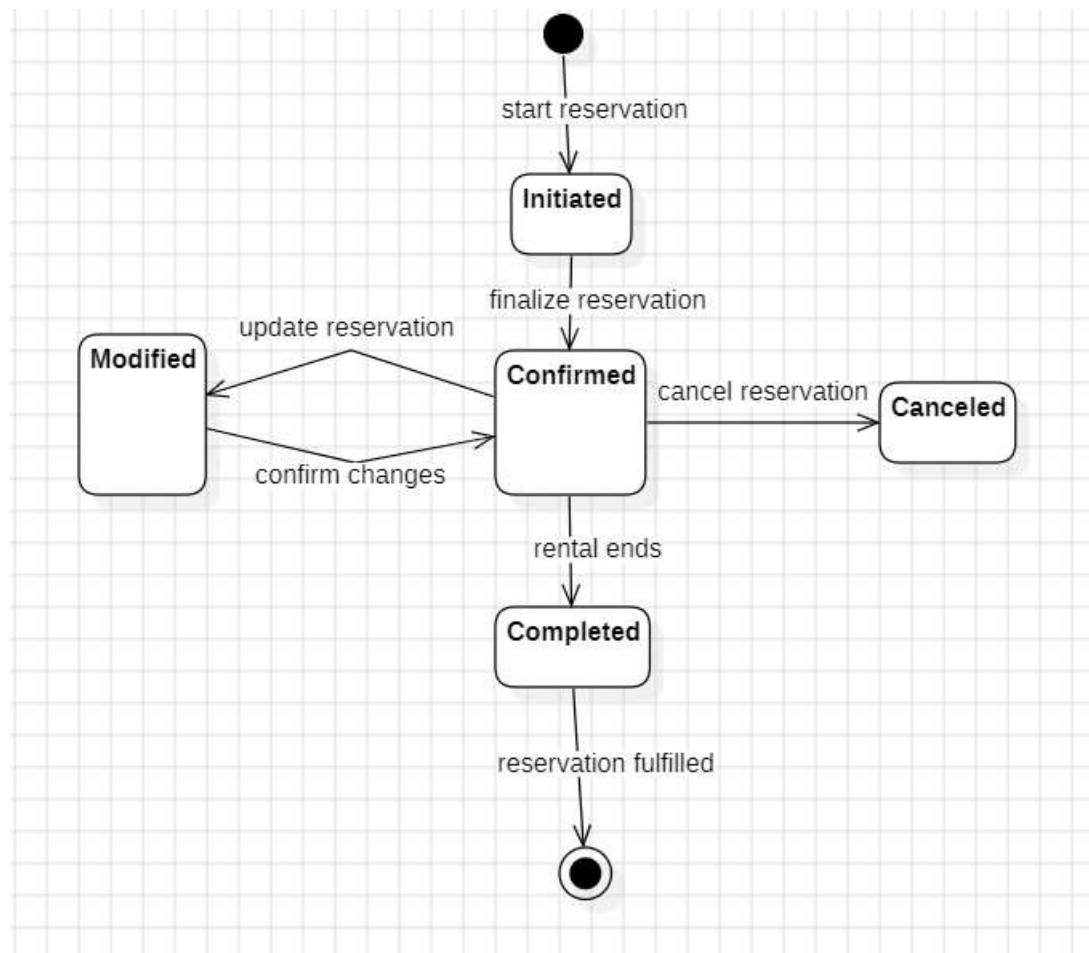 start reservation
Initiated
finalize reservation
update reservation
Modified
Confirmed
cancel reservation
Canceled
confirm changes
rental ends
Completed
reservation fulfilled